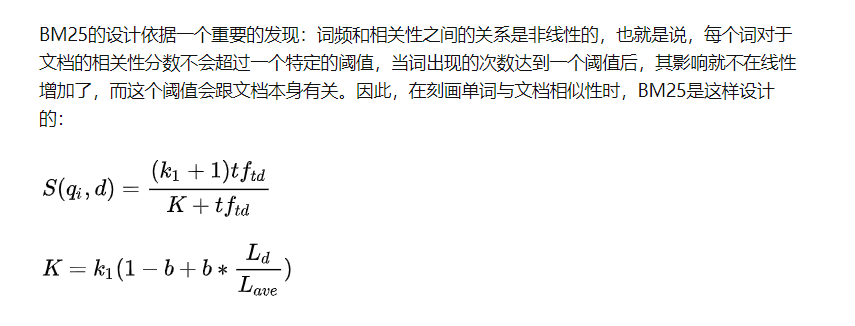 BM25的设计依据一个重要的发现：词频和相关性之间的关系是非线性的，也就是说，每个词对于
文档的相关性分数不会超过一个特定的阈值，当词出现的次数达到一个阈值后，其影响就不在线性
增加了，而这个阈值会跟文档本身有关。因此，在刻画单词与文档相似性时，BM25是这样设计
的：
S(q_i, d) = \frac{(k_1 + 1)tf_{td}}{K + tf_{td}}
K = k_1(1 − b + b ∗ \frac{L_d}{L_{ave}})